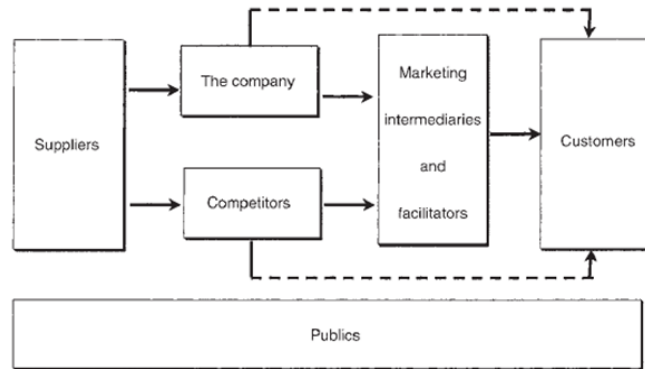 The company
Suppliers
Competitors
Marketing
intermediaries
and
facilitators
Customers
Publics